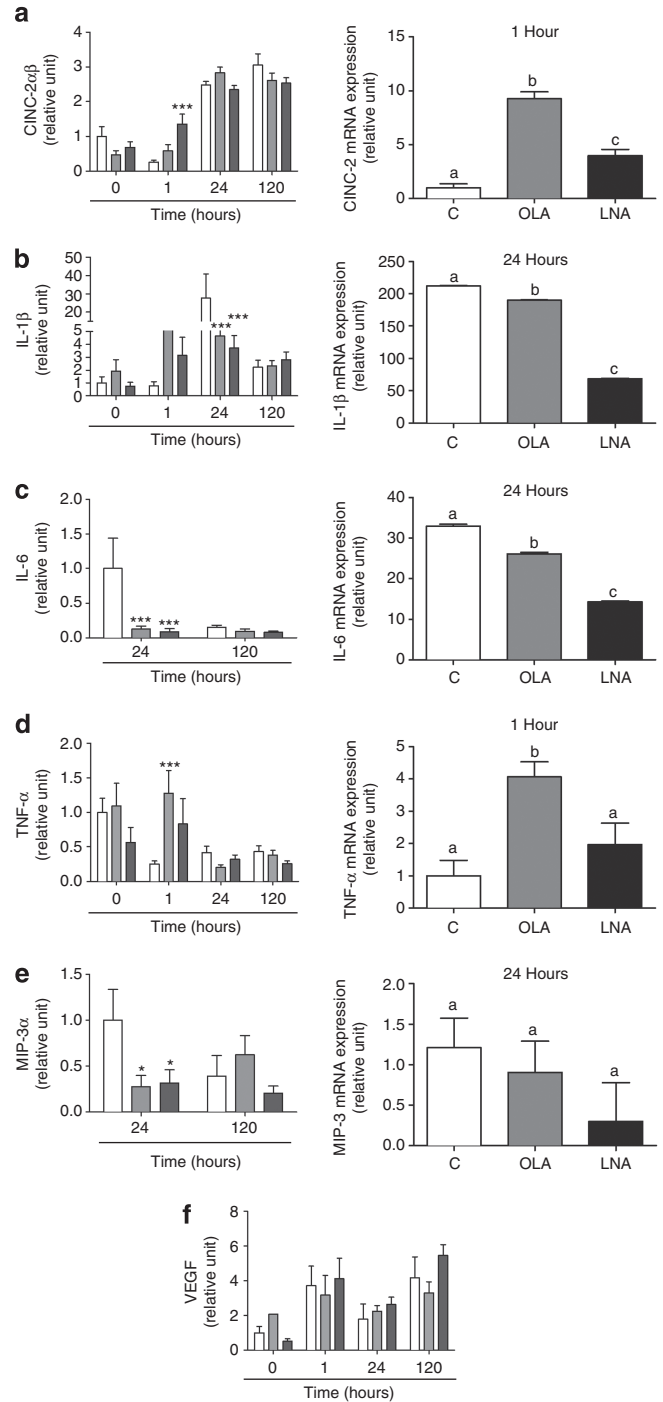 a
CINC-2αβ
(relative unit)
4
3
2
1
0
***
0 1 24 120
Time (hours)
1 Hour
CINC-2 mRNA expression
(relative unit)
15
10
5
0
a
b
c
C OLA LNA
b
IL-1β
(relative unit)
50
40
30
20
10
5
4
3
2
1
0
***
***
0 1 24 120
Time (hours)
24 Hours
IL-1β mRNA expression
(relative unit)
250
200
150
100
50
0
a
b
c
C OLA LNA
c
IL-6
(relative unit)
2.0
1.5
1.0
0.5
0.0
*** ***
24 120
Time (hours)
24 Hours
IL-6 mRNA expression
(relative unit)
40
30
20
10
0
a
b
c
C OLA LNA
d
TNF-α
(relative unit)
2.0
1.5
1.0
0.5
0.0
***
0 1 24 120
Time (hours)
1 Hour
TNF-α mRNA expression
(relative unit)
5
4
3
2
1
0
a
b
a
C OLA LNA
e
MIP-3α
(relative unit)
1.5
1.0
0.5
0.0
* *
24 120
Time (hours)
24 Hours
MIP-3 mRNA expression
(relative unit)
2.0
1.5
1.0
0.5
0.0
a
a
a
C OLA LNA
f
VEGF
(relative unit)
8
6
4
2
0
0 1 24 120
Time (hours)